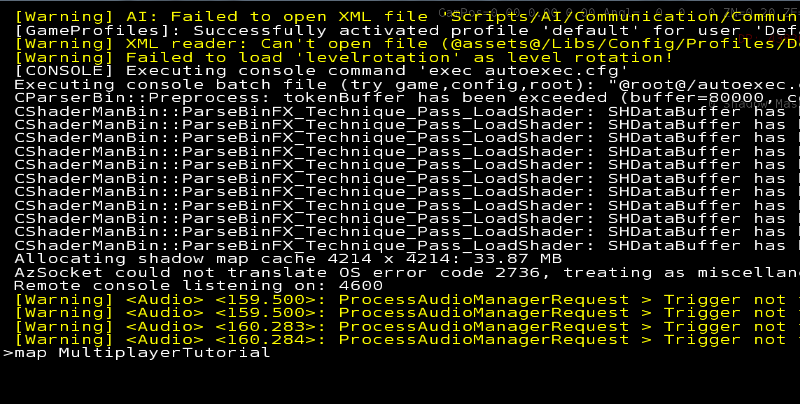 [Warning] AI: Failed to open XML file 'Scripts/AI/Communication/Commun
[GameProfiles]: Successfully activated profile 'default' for user 'Def
[Warning] XML reader: Can't open file (@assets@/Libs/Config/Profiles/D
[Warning] Failed to load 'levelrotation' as level rotation!
[CONSOLE] Executing console command 'exec autoexec.cfg'
Executing console batch file (try game,config,root): "@root@/autoexec.
CParserBin::Preprocess: tokenBuffer has been exceeded (buffer=80000,
CShaderManBin::ParseBinFX_Technique_Pass_LoadShader: SHDataBuffer has
CShaderManBin::ParseBinFX_Technique_Pass_LoadShader: SHDataBuffer has
CShaderManBin::ParseBinFX_Technique_Pass_LoadShader: SHDataBuffer has
CShaderManBin::ParseBinFX_Technique_Pass_LoadShader: SHDataBuffer has
CShaderManBin::ParseBinFX_Technique_Pass_LoadShader: SHDataBuffer has
CShaderManBin::ParseBinFX_Technique_Pass_LoadShader: SHDataBuffer has
CShaderManBin::ParseBinFX_Technique_Pass_LoadShader: SHDataBuffer has
CShaderManBin::ParseBinFX_Technique_Pass_LoadShader: SHDataBuffer has
CShaderManBin::ParseBinFX_Technique_Pass_LoadShader: SHDataBuffer has
CShaderManBin::ParseBinFX_Technique_Pass_LoadShader: SHDataBuffer has
CShaderManBin::ParseBinFX_Technique_Pass_LoadShader: SHDataBuffer has
Allocating shadow map cache 4214 x 4214: 33.87 MB
AzSocket could not translate OS error code 2736, treating as miscellan
Remote console listening on: 4600
[Warning] <Audio> <159.500>: ProcessAudioManagerRequest > Trigger not
[Warning] <Audio> <159.500>: ProcessAudioManagerRequest > Trigger not
[Warning] <Audio> <160.283>: ProcessAudioManagerRequest > Trigger not
[Warning] <Audio> <160.284>: ProcessAudioManagerRequest > Trigger not
>map MultiplayerTutorial